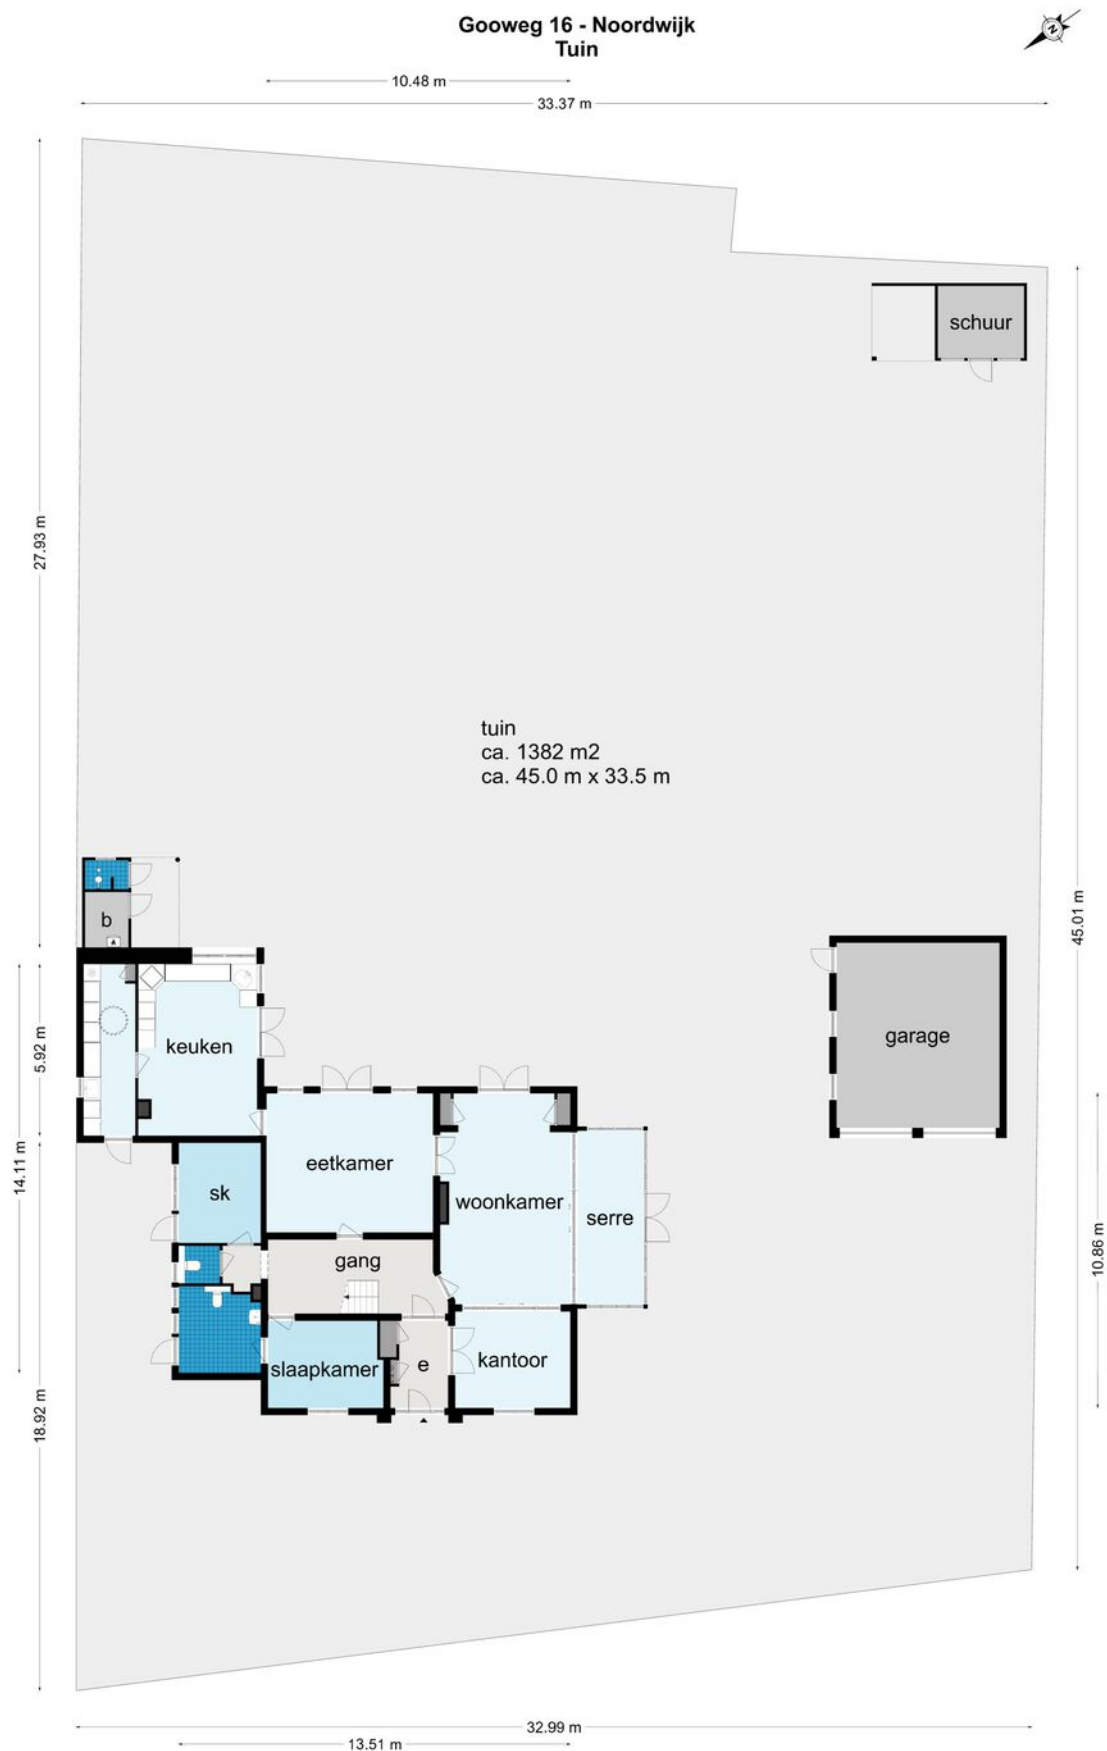 Gooweg 16 - Noordwijk
Tuin
N
10.48 m
33.37 m
schuur
27.93 m
tuin
ca. 1382 m2
ca. 45.0 m x 33.5 m
45.01 m
b
keuken
garage
5.92 m
14.11 m
eetkamer
sk
woonkamer
serre
gang
10.86 m
slaapkamer
e
kantoor
18.92 m
32.99 m
13.51 m